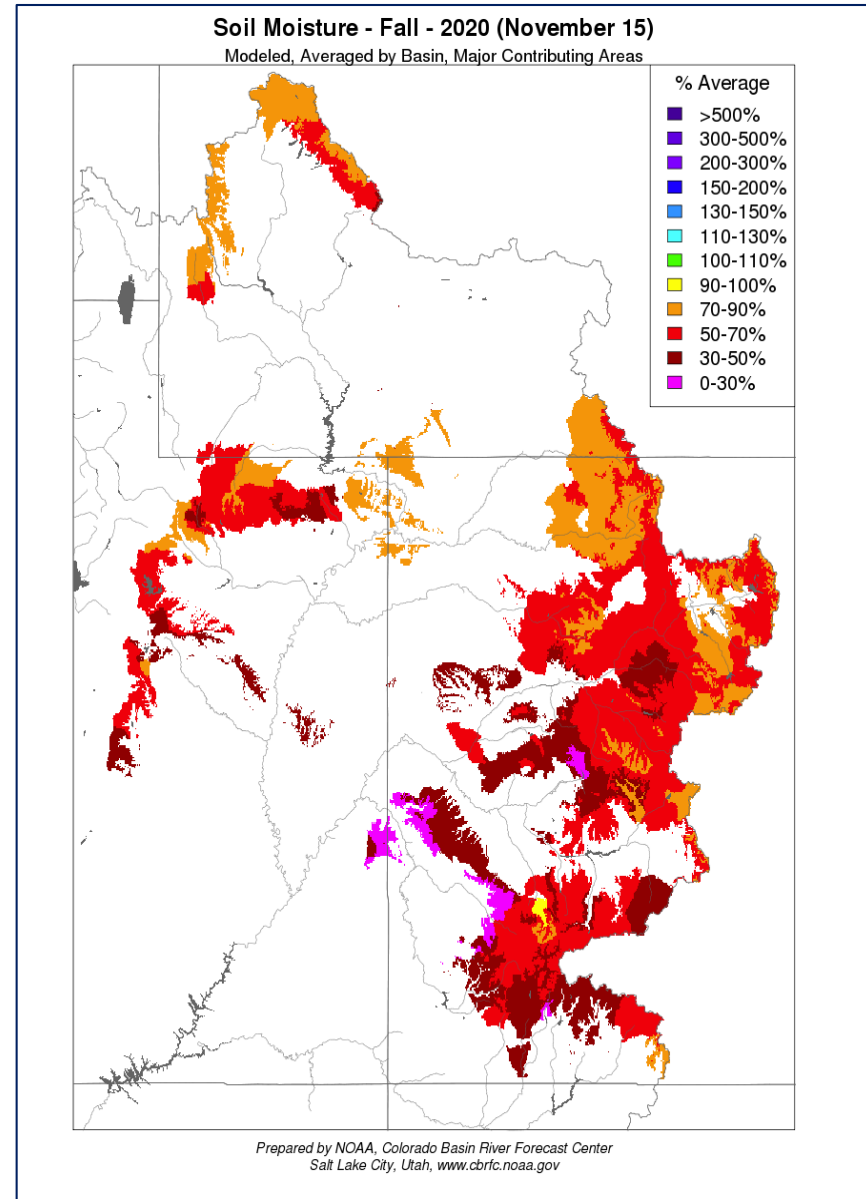 Soil Moisture - Fall - 2020 (November 15)
Modeled, Averaged by Basin, Major Contributing Areas
% Average
>500%
300-500%
200-300%
150-200%
130-150%
110-130%
100-110%
90-100%
70-90%
50-70%
30-50%
0-30%
Prepared by NOAA, Colorado Basin River Forecast Center
Salt Lake City, Utah, www.cbrfc.noaa.gov